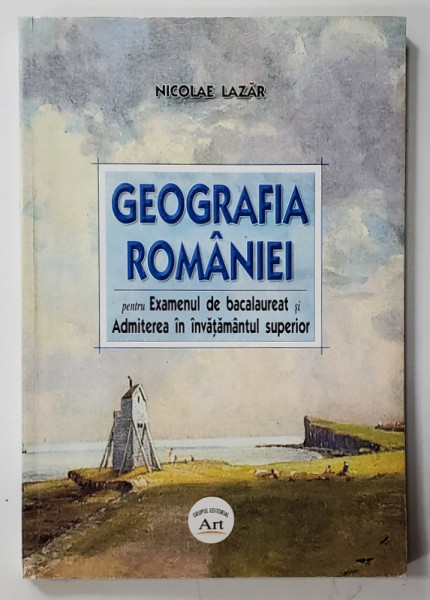 NICOLAE LAZĂR
GEOGRAFIA
ROMÂNIEI
pentru Examenul de bacalaureat și
Admiterea în învățământul superior
GRUPUL EDITORIAL
Art